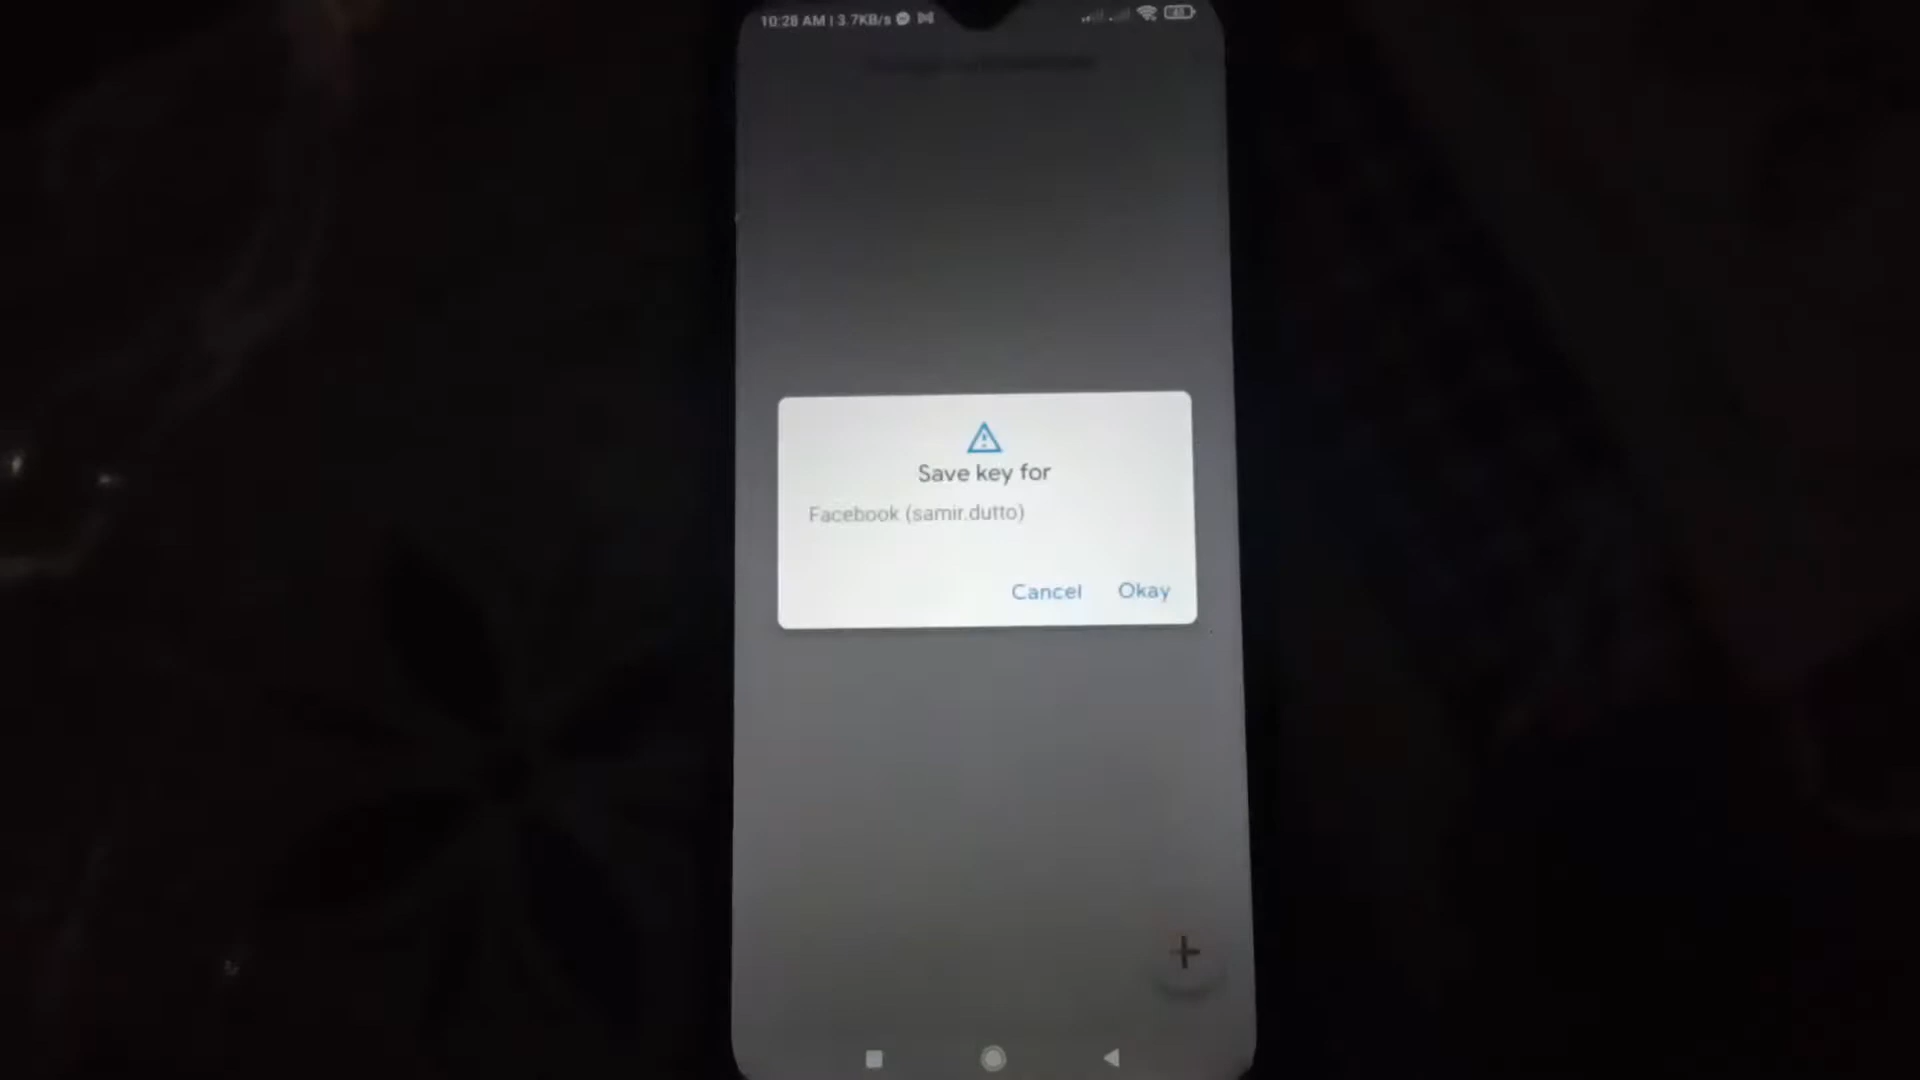 10:28 AM | 3.7KB/s
Save key for
Facebook (samir.dutto)
Cancel Okay